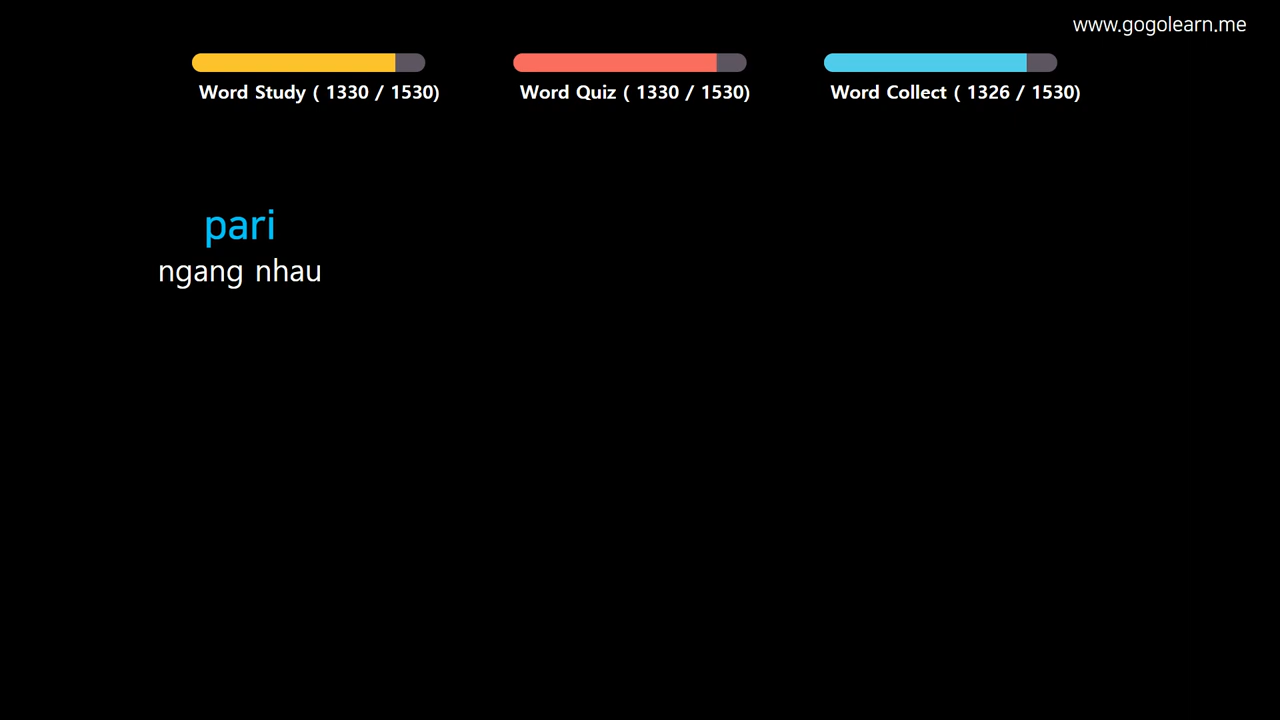 www.gogolearn.me
Word Study ( 1330 / 1530)
Word Quiz ( 1330 / 1530)
Word Collect ( 1326 / 1530)
pari
ngang nhau